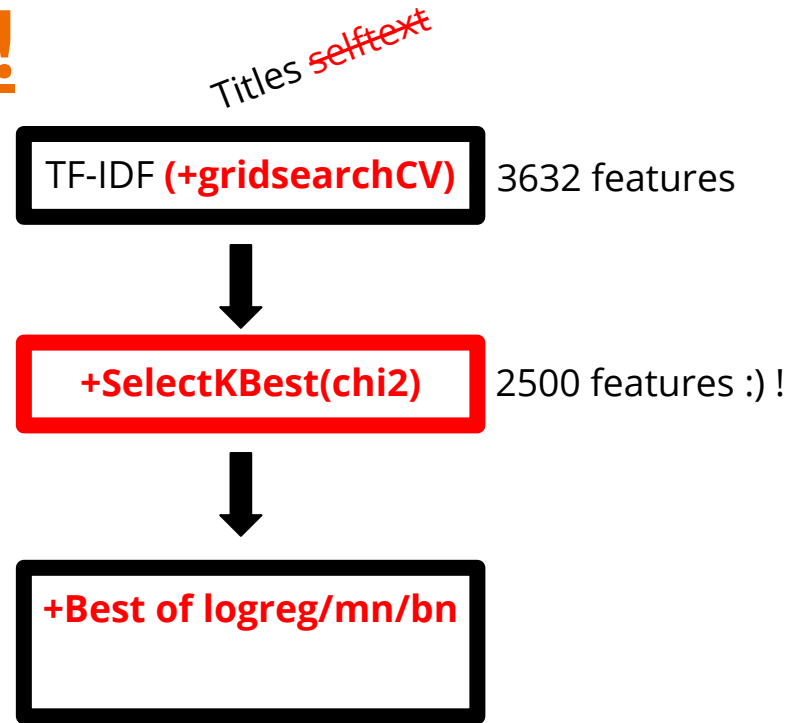 !
Titles selftext
TF-IDF (+gridsearchCV)
3632 features
+SelectKBest(chi2)
2500 features :) !
+Best of logreg/mn/bn